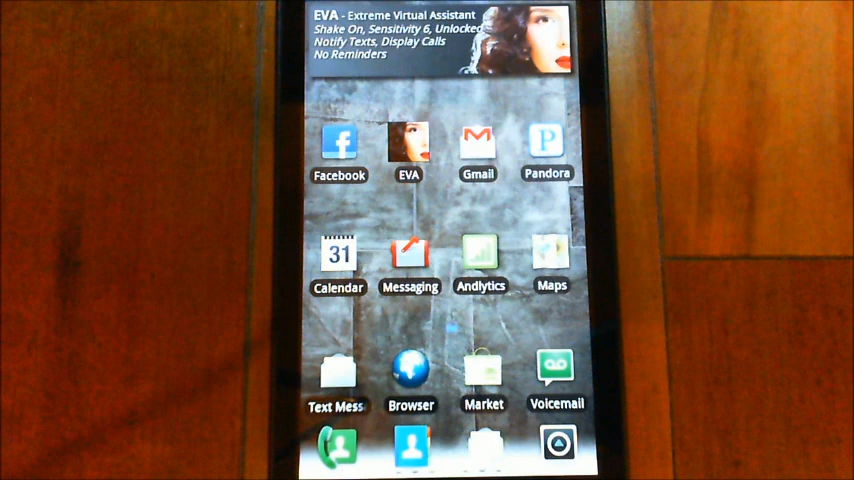 EVA - Extreme Virtual Assistant
Shake On, Sensitivity 6, Unlocked
Notify Texts, Display Calls
No Reminders
Facebook EVA Gmail Pandora
31
Calendar Messaging Andlytics Maps
Text Mess Browser Market Voicemail